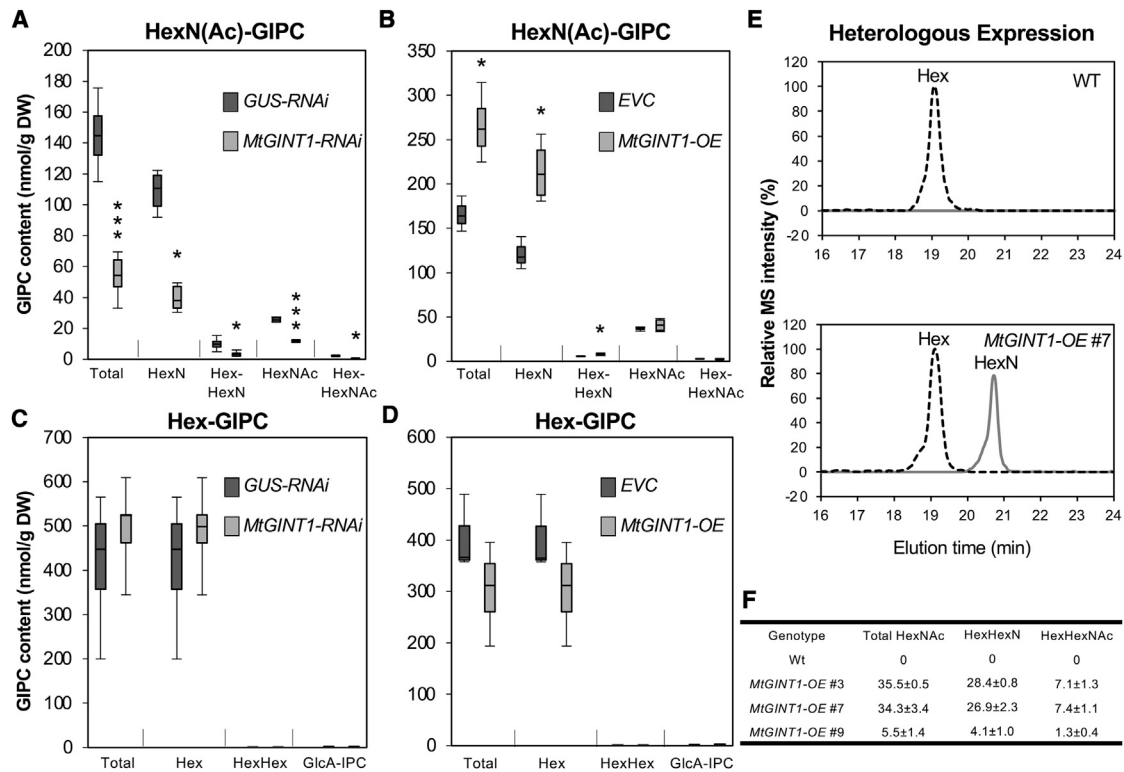 A
HexN(Ac)-GIPC
GIPC content (nmol/g DW)
200
180
160
140
120
100
80
60
40
20
0
GUS-RNAi
MtGINT1-RNAi
***
*
*
***
*
Total
HexN
Hex-
HexN
HexNAc
Hex-
HexNAc
B
HexN(Ac)-GIPC
350
300
250
200
150
100
50
0
EVC
MtGINT1-OE
*
*
*
Total
HexN
Hex-
HexN
HexNAc
Hex-
HexNAc
C
Hex-GIPC
GIPC content (nmol/g DW)
700
600
500
400
300
200
100
0
GUS-RNAi
MtGINT1-RNAi
Total
Hex
HexHex
GlcA-IPC
D
Hex-GIPC
600
500
400
300
200
100
0
EVC
MtGINT1-OE
Total
Hex
HexHex
GlcA-IPC
E
Heterologous Expression
Relative MS intensity (%)
120
100
80
60
40
20
0
-20
Hex
WT
16 17 18 19 20 21 22 23 24
120
100
80
60
40
20
0
-20
Hex
MtGINT1-OE #7
HexN
16 17 18 19 20 21 22 23 24
Elution time (min)
F
Genotype Total HexNAc HexHexN HexHexNAc
Wt 0 0 0
MtGINT1-OE #3 35.5±0.5 28.4±0.8 7.1±1.3
MtGINT1-OE #7 34.3±3.4 26.9±2.3 7.4±1.1
MtGINT1-OE #9 5.5±1.4 4.1±1.0 1.3±0.4